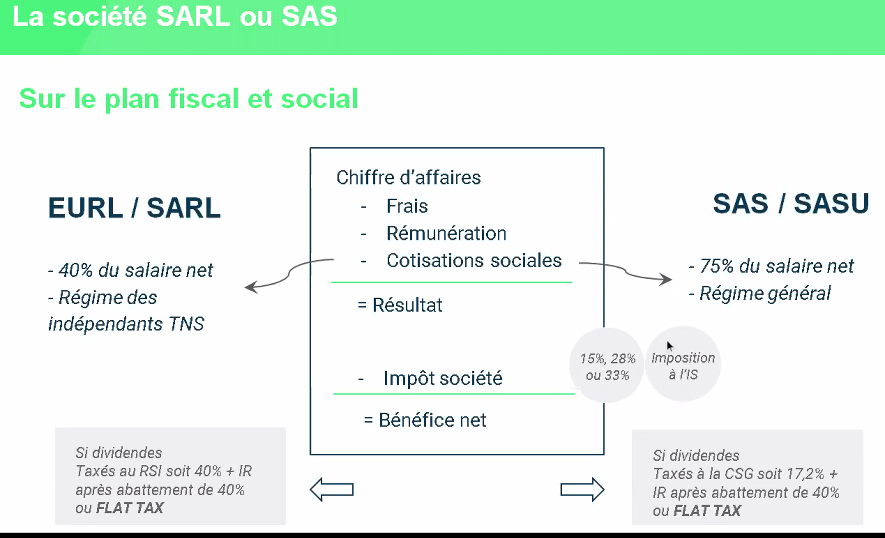 La société SARL ou SAS
Sur le plan fiscal et social
EURL / SARL
- 40% du salaire net
- Régime des
indépendants TNS
Chiffre d'affaires
- Frais
- Rémunération
- Cotisations sociales
= Résultat
- Impôt société
= Bénéfice net
SAS / SASU
- 75% du salaire net
- Régime général
15%, 28%
ou 33%
Imposition
à l'IS
Si dividendes
Taxés au RSI soit 40% + IR
après abattement de 40%
ou FLAT TAX
Si dividendes
Taxés à la CSG soit 17,2% +
IR après abattement de 40%
ou FLAT TAX